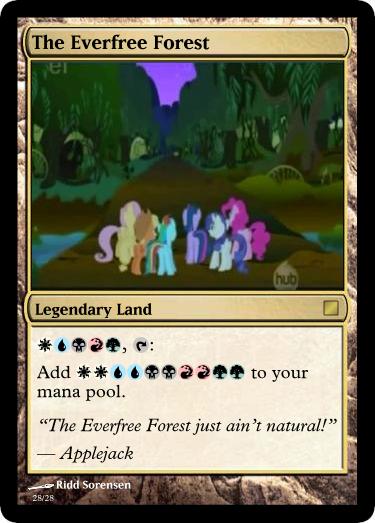 The Everfree Forest
hub
Legendary Land
, :
Add to your
mana pool.
“The Everfree Forest just ain’t natural!”
— Applejack
Ridd Sorensen
28/28